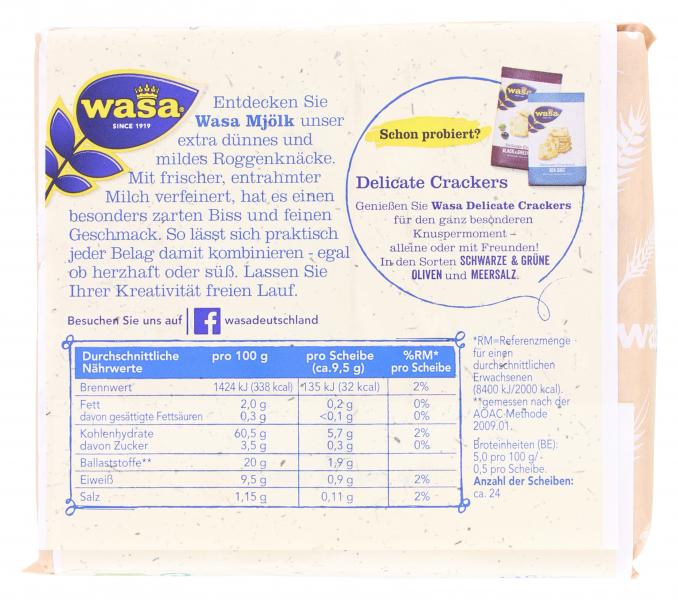 wasa
SINCE 1919
Entdecken Sie
Wasa Mjölk unser
extra dünnes und
mildes Roggenknäcke.
Mit frischer, entrahmter
Milch verfeinert, hat es einen
besonders zarten Biss und feinen
Geschmack. So lässt sich praktisch
jeder Belag damit kombinieren - egal
ob herzhaft oder süß. Lassen Sie
Ihrer Kreativität freien Lauf.
Besuchen Sie uns auf f wasadeutschland
Schon probiert?
wasa
wasa
SEA SALT
Delicate Crackers
Genießen Sie Wasa Delicate Crackers
für den ganz besonderen
Knuspermoment –
alleine oder mit Freunden!
In den Sorten SCHWARZE & GRÜNE
OLIVEN und MEERSALZ.
Durchschnittliche Nährwerte pro 100 g pro Scheibe (ca.9,5 g) %RM* pro Scheibe
Brennwert 1424 kJ (338 kcal) 135 kJ (32 kcal) 2%
Fett 2,0 g 0,2 g 0%
davon gesättigte Fettsäuren 0,3 g <0,1 g 0%
Kohlenhydrate 60,5 g 5,7 g 2%
davon Zucker 3,5 g 0,3 g 0%
Ballaststoffe** 20 g 1,9 g
Eiweiß 9,5 g 0,9 g 2%
Salz 1,15 g 0,11 g 2%
*RM=Referenzmenge
für einen
durchschnittlichen
Erwachsenen
(8400 kJ/2000 kcal).
**gemessen nach der
AOAC-Methode
2009.01.
Broteinheiten (BE):
5,0 pro 100 g/
0,5 pro Scheibe.
Anzahl der Scheiben:
ca. 24